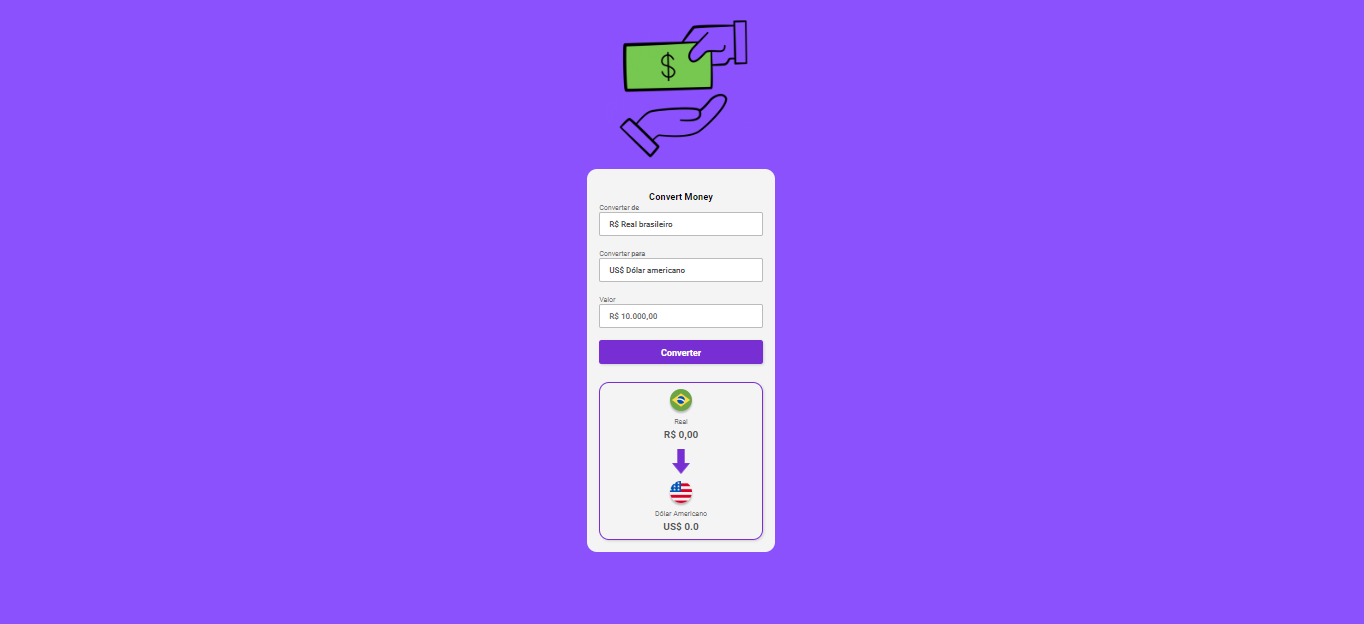 $
Convert Money
Converter de
R$ Real brasileiro
Converter para
US$ Dólar americano
Valor
R$ 10.000,00
Converter
Real
R$ 0,00
Dólar Americano
US$ 0.0